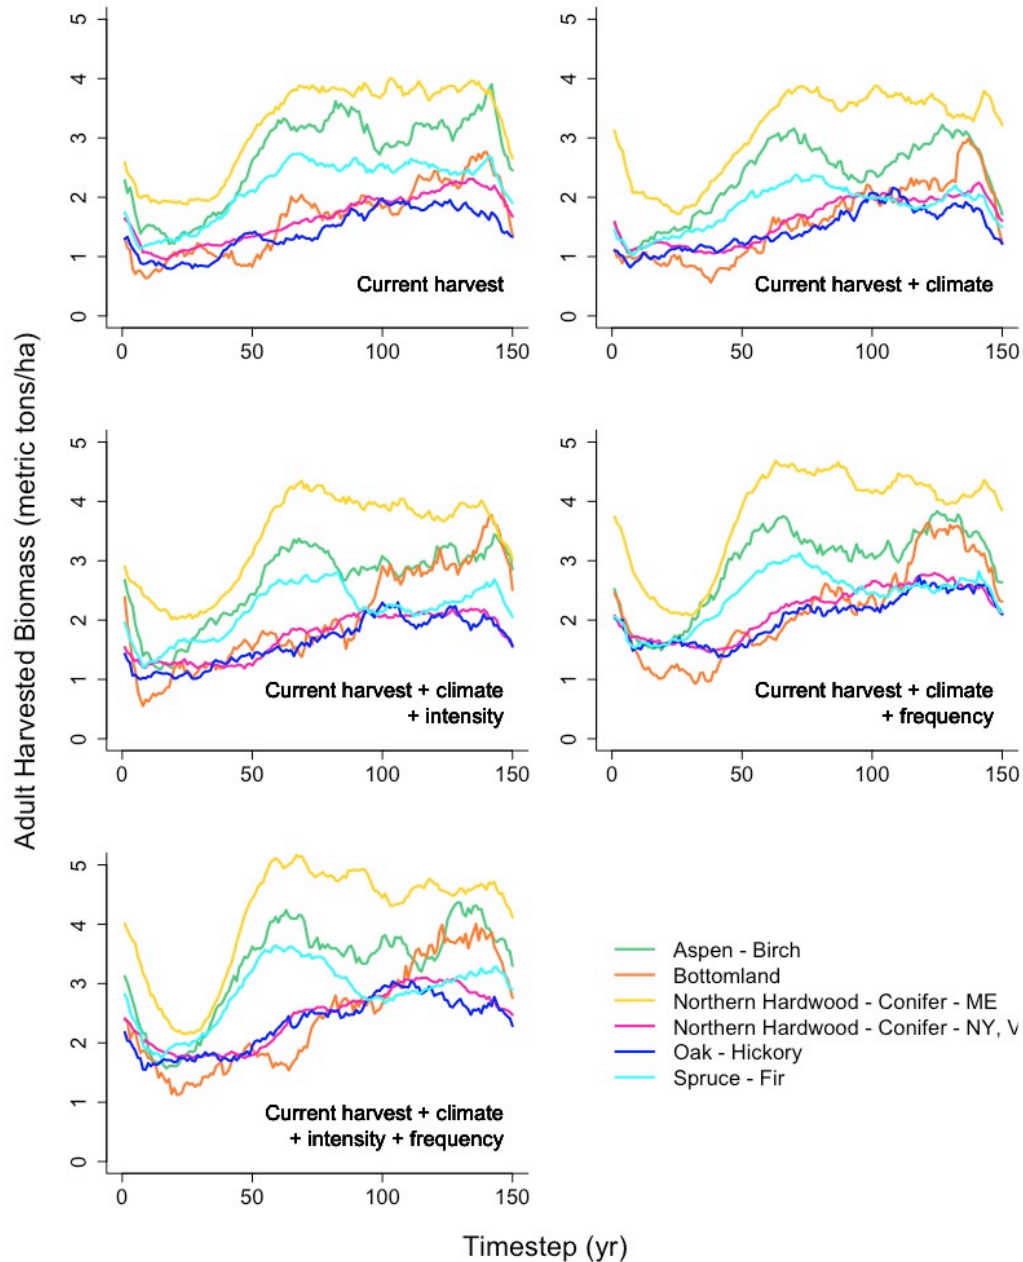 5
4
3
2
1
0
0 50 100 150
Current harvest
5
4
3
2
1
0
0 50 100 150
Current harvest + climate
5
4
3
2
1
0
0 50 100 150
Current harvest + climate
+ intensity
5
4
3
2
1
0
0 50 100 150
Current harvest + climate
+ frequency
5
4
3
2
1
0
0 50 100 150
Current harvest + climate
+ intensity + frequency
Aspen - Birch
Bottomland
Northern Hardwood - Conifer - ME
Northern Hardwood - Conifer - NY,
Oak - Hickory
Spruce - Fir
Adult Harvested Biomass (metric tons/ha)
Timestep (yr)